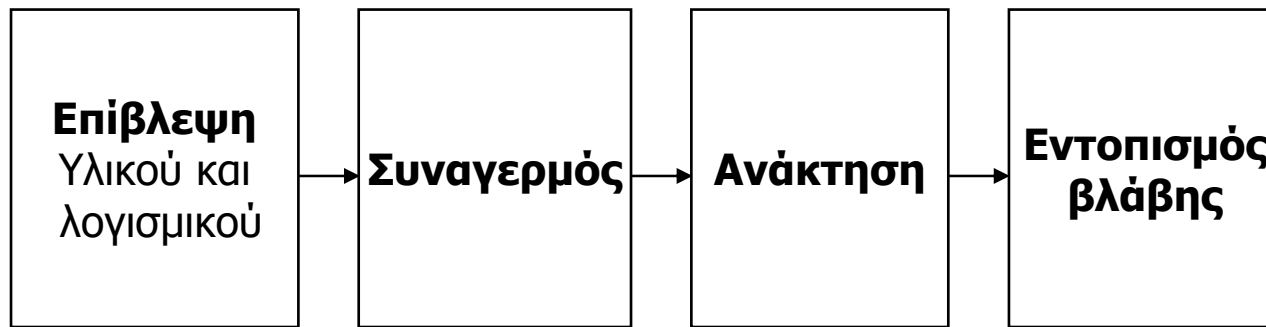 Επίβλεψη
Υλικού και
λογισμικού
Συναγερμός
Ανάκτηση
Εντοπισμός
βλάβης